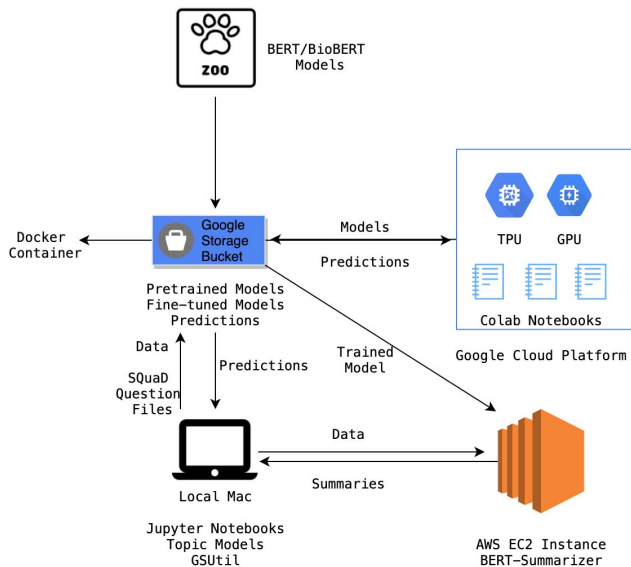 ZOO
BERT/BioBERT
Models
Google
Storage
Bucket
Docker
Container
Models
Predictions
TPU
GPU
Colab Notebooks
Google Cloud Platform
Pretrained Models
Fine-tuned Models
Predictions
Data
SQuaD
Question
Files
Predictions
Trained
Model
Data
Summaries
Local Mac
Jupyter Notebooks
Topic Models
GSUtil
AWS EC2 Instance
BERT-Summarizer